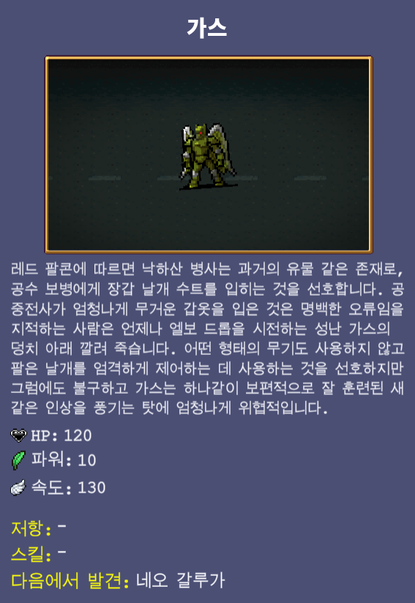 가스
레드 팔콘에 따르면 낙하산 병사는 과거의 유물 같은 존재로,
공수 보병에게 장갑 날개 수트를 입히는 것을 선호합니다. 공
중전사가 엄청나게 무거운 갑옷을 입은 것은 명백한 오류임을
지적하는 사람은 언제나 엘보 드롭을 시전하는 성난 가스의
덩치 아래 깔려 죽습니다. 어떤 형태의 무기도 사용하지 않고
팔은 날개를 엄격하게 제어하는 데 사용하는 것을 선호하지만
그럼에도 불구하고 가스는 하나같이 보편적으로 잘 훈련된 새
같은 인상을 풍기는 탓에 엄청나게 위협적입니다.
HP: 120
파워: 10
속도: 130
저항: -
스킬: -
다음에서 발견: 네오 갈루가